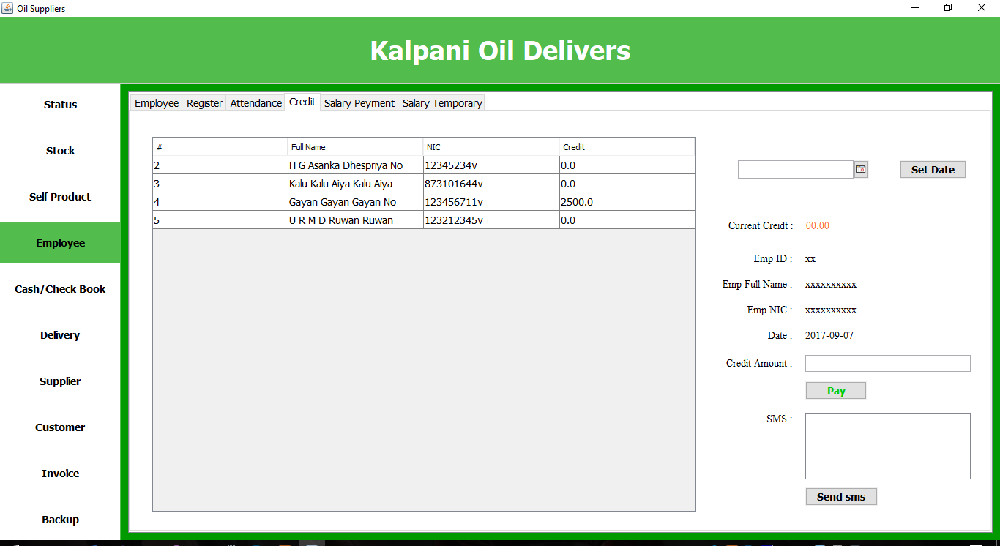 Oil Suppliers
Kalpani Oil Delivers
Status
Stock
Self Product
Employee
Cash/Check Book
Delivery
Supplier
Customer
Invoice
Backup
Employee Register Attendance Credit Salary Peyment Salary Temporary
# Full Name NIC Credit
2 H G Asanka Dhespriya No 12345234v 0.0
3 Kalu Kalu Aiya Kalu Aiya 873101644v 0.0
4 Gayan Gayan Gayan No 123456711v 2500.0
5 U R M D Ruwan Ruwan 123212345v 0.0
Set Date
Current Creidt : 00.00
Emp ID : xx
Emp Full Name : xxxxxxxxxx
Emp NIC : xxxxxxxxxx
Date : 2017-09-07
Credit Amount :
Pay
SMS :
Send sms